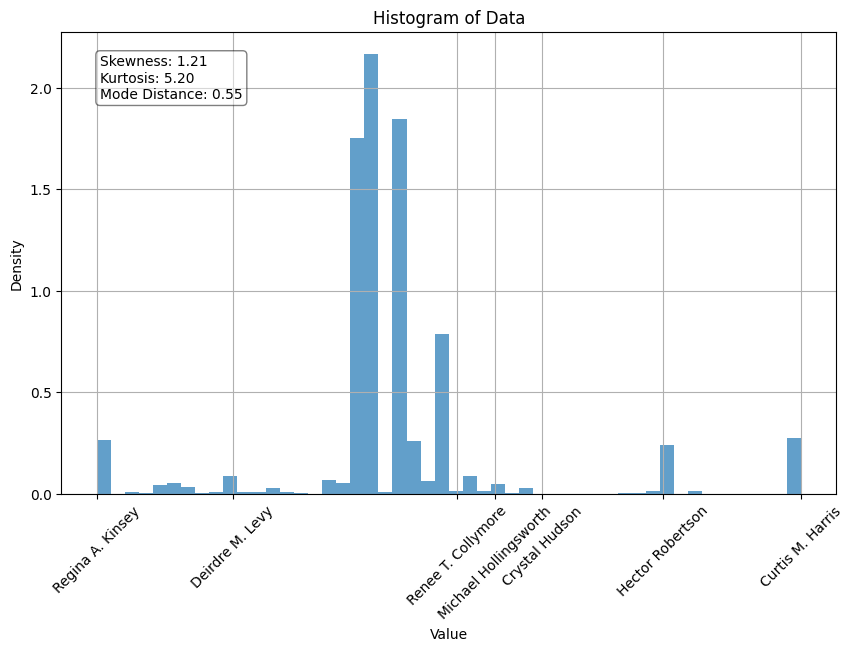 Histogram of Data
Skewness: 1.21
Kurtosis: 5.20
Mode Distance: 0.55
Density
2.0
1.5
1.0
0.5
0.0
Regina A. Kinsey
Deirdre M. Levy
Renee T. Collymore
Michael Hollingsworth
Crystal Hudson
Hector Robertson
Curtis M. Harris
Value